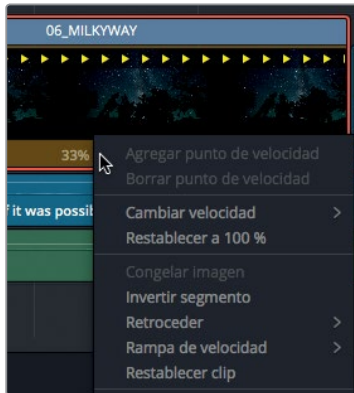 06_MILKYWAY
33%
Agregar punto de velocidad
Borrar punto de velocidad
f it was possib
Cambiar velocidad >
Restablecer a 100 %
Congelar imagen
Invertir segmento
Retroceder >
Rampa de velocidad >
Restablecer clip